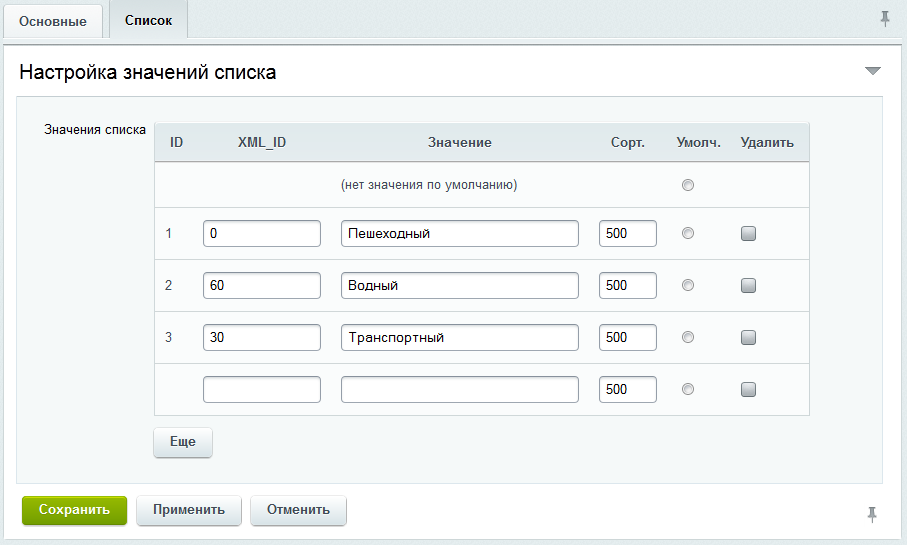 Основные Список
Настройка значений списка
Значения списка
ID XML_ID Значение Сорт. Умолч. Удалить
(нет значения по умолчанию)
1 0 Пешеходный 500
2 60 Водный 500
3 30 Транспортный 500
500
Еще
Сохранить Применить Отменить